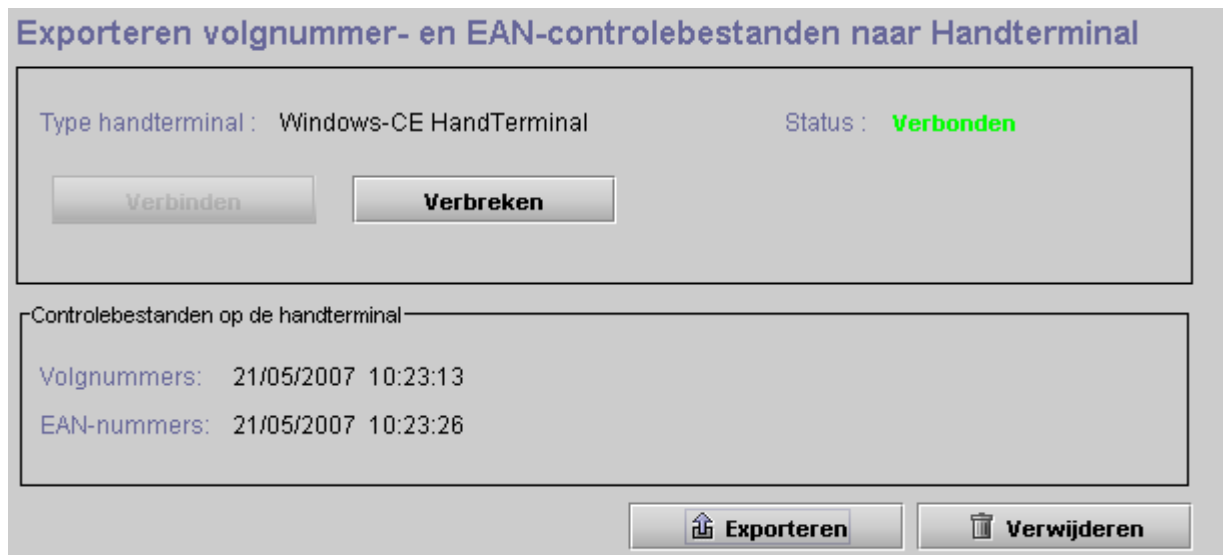 Exporteren volgnummer- en EAN-controlebestanden naar Handterminal
Type handterminal : Windows-CE HandTerminal Status : Verbonden
Verbinden Verbreken
Controlebestanden op de handterminal
Volgnummers: 21/05/2007 10:23:13
EAN-nummers: 21/05/2007 10:23:26
Exporteren Verwijderen